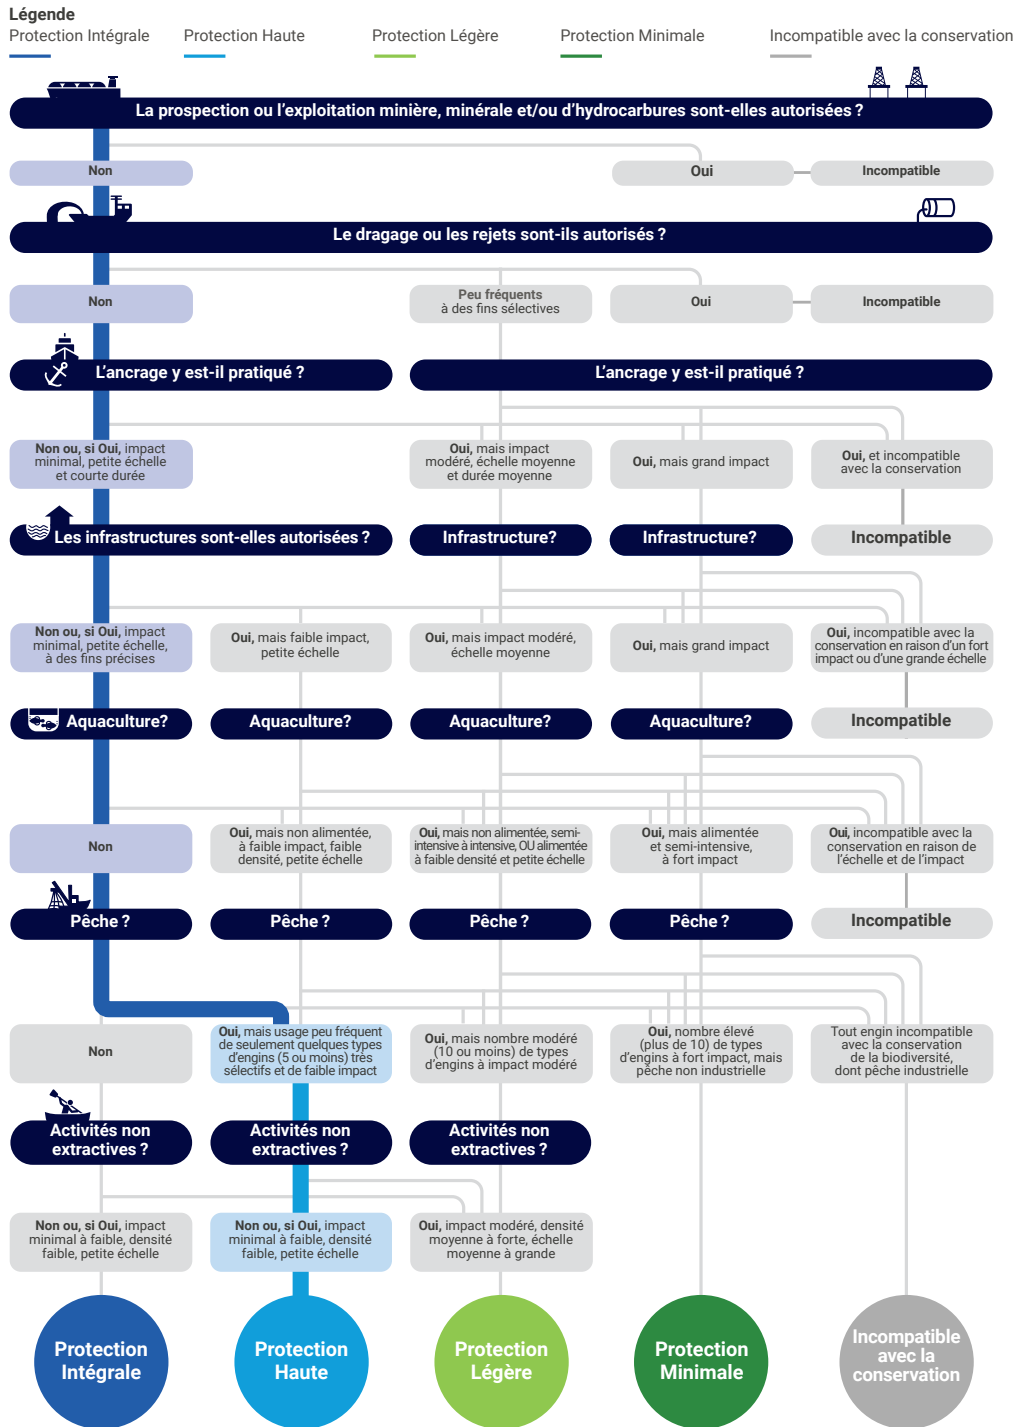 Légende
Protection Intégrale
Protection Haute
Protection Légère
Protection Minimale
Incompatible avec la conservation
La prospection ou l'exploitation minière, minérale et/ou d'hydrocarbures sont-elles autorisées ?
Non
Oui
Incompatible
Le dragage ou les rejets sont-ils autorisés ?
Non
Peu fréquents
à des fins sélectives
Oui
Incompatible
L'ancrage y est-il pratiqué ?
L'ancrage y est-il pratiqué ?
Non ou, si Oui, impact
minimal, petite échelle
et courte durée
Oui, mais impact
modéré, échelle moyenne
et durée moyenne
Oui, mais grand impact
Oui, et incompatible
avec la conservation
Les infrastructures sont-elles autorisées ?
Infrastructure?
Infrastructure?
Incompatible
Non ou, si Oui, impact
minimal, petite échelle,
à des fins précises
Oui, mais faible impact,
petite échelle
Oui, mais impact modéré,
échelle moyenne
Oui, mais grand impact
Oui, incompatible avec la
conservation en raison d'un fort
impact ou d'une grande échelle
Aquaculture?
Aquaculture?
Aquaculture?
Aquaculture?
Incompatible
Non
Oui, mais non alimentée,
à faible impact, faible
densité, petite échelle
Oui, mais non alimentée, semi-
intensive à intensive, OU alimentée
à faible densité et petite échelle
Oui, mais alimentée
et semi-intensive,
à fort impact
Oui, incompatible avec la
conservation en raison de
l'échelle et de l'impact
Pêche ?
Pêche ?
Pêche ?
Pêche ?
Incompatible
Non
Oui, mais usage peu fréquent
de seulement quelques types
d'engins (5 ou moins) très
sélectifs et de faible impact
Oui, mais nombre modéré
(10 ou moins) de types
d'engins à impact modéré
Oui, nombre élevé
(plus de 10) de types
d'engins à fort impact, mais
pêche non industrielle
Tout engin incompatible
avec la conservation
de la biodiversité,
dont pêche industrielle
Activités non
extractives ?
Activités non
extractives ?
Activités non
extractives ?
Non ou, si Oui, impact
minimal à faible, densité
faible, petite échelle
Non ou, si Oui, impact
minimal à faible, densité
faible, petite échelle
Oui, impact modéré, densité
moyenne à forte, échelle
moyenne à grande
Protection
Intégrale
Protection
Haute
Protection
Légère
Protection
Minimale
Incompatible
avec la
conservation